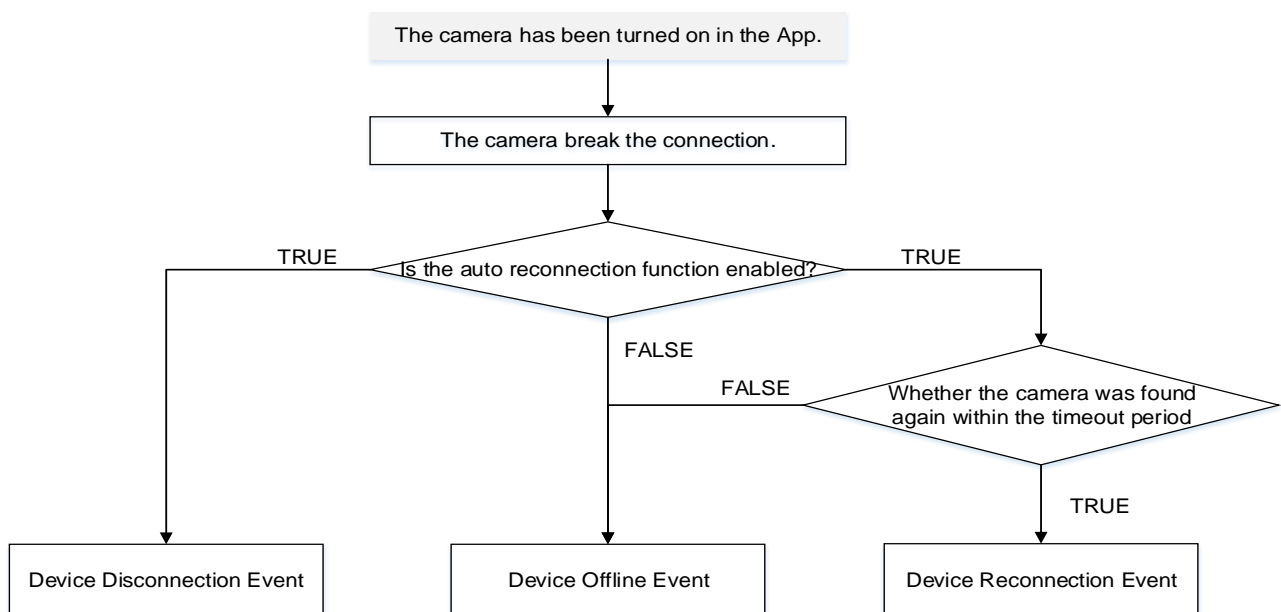 The camera has been turned on in the App.
The camera break the connection.
TRUE
Is the auto reconnection function enabled?
TRUE
FALSE
FALSE
Whether the camera was found
again within the timeout period
TRUE
Device Disconnection Event
Device Offline Event
Device Reconnection Event